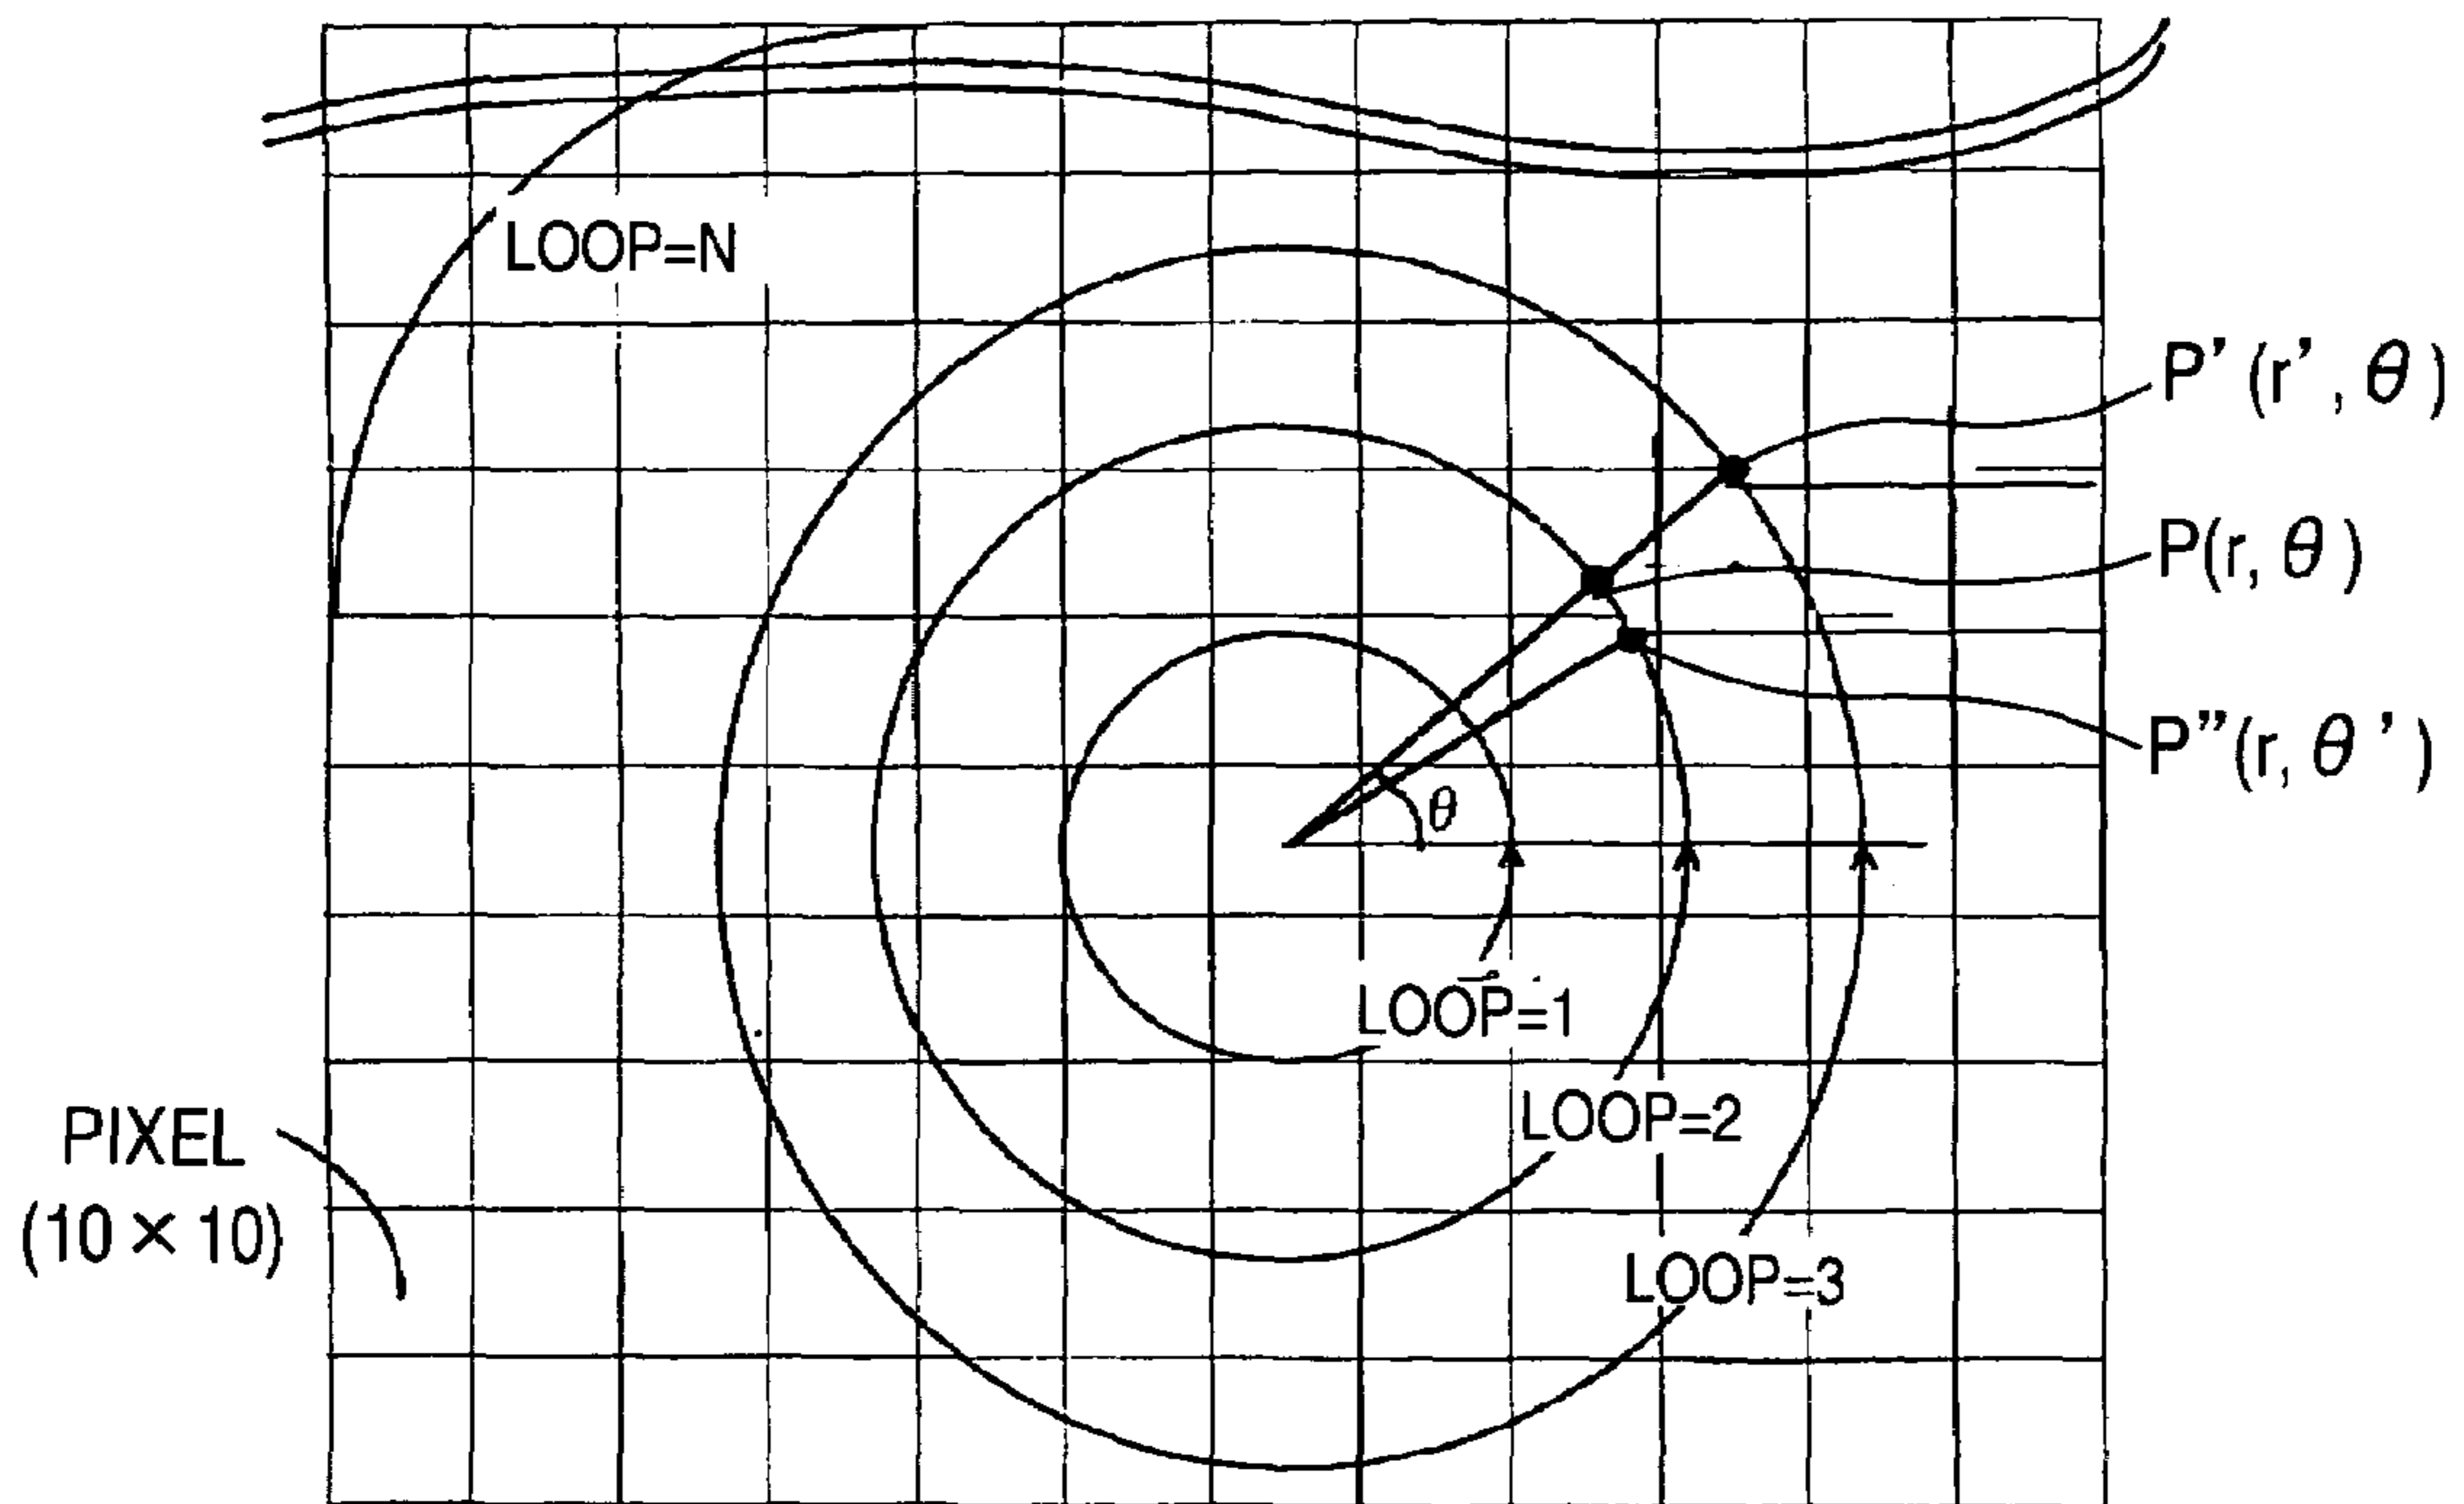 LOOP=N
P’(r’, θ)
P(r, θ)
P”(r, θ’)
θ
LOOP=1
LOOP=2
LOOP=3
PIXEL
(10×10)